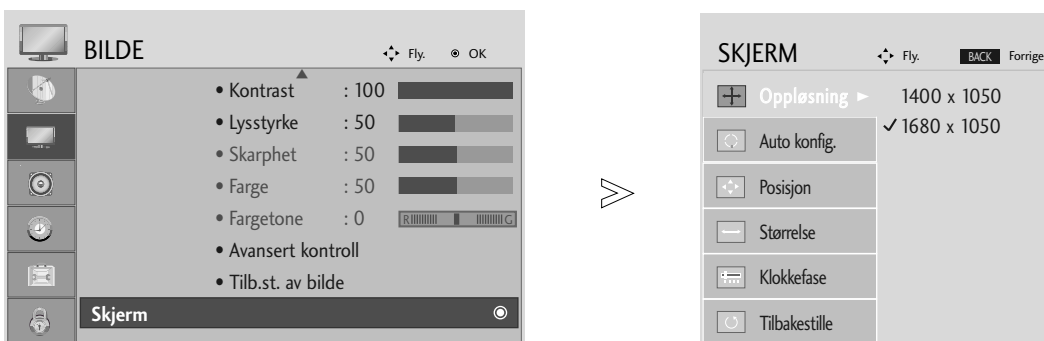 BILDE Fly. OK
• Kontrast : 100
• Lysstyrke : 50
• Skarphet : 50
• Farge : 50
• Fargetone : 0 R G
• Avansert kontroll
• Tilb.st. av bilde
Skjerm
SKJERM Fly. BACK Forrige
Oppløsning ► 1400 x 1050
✓ 1680 x 1050
Auto konfig.
Posisjon
Størrelse
Klokkefase
Tilbakestille